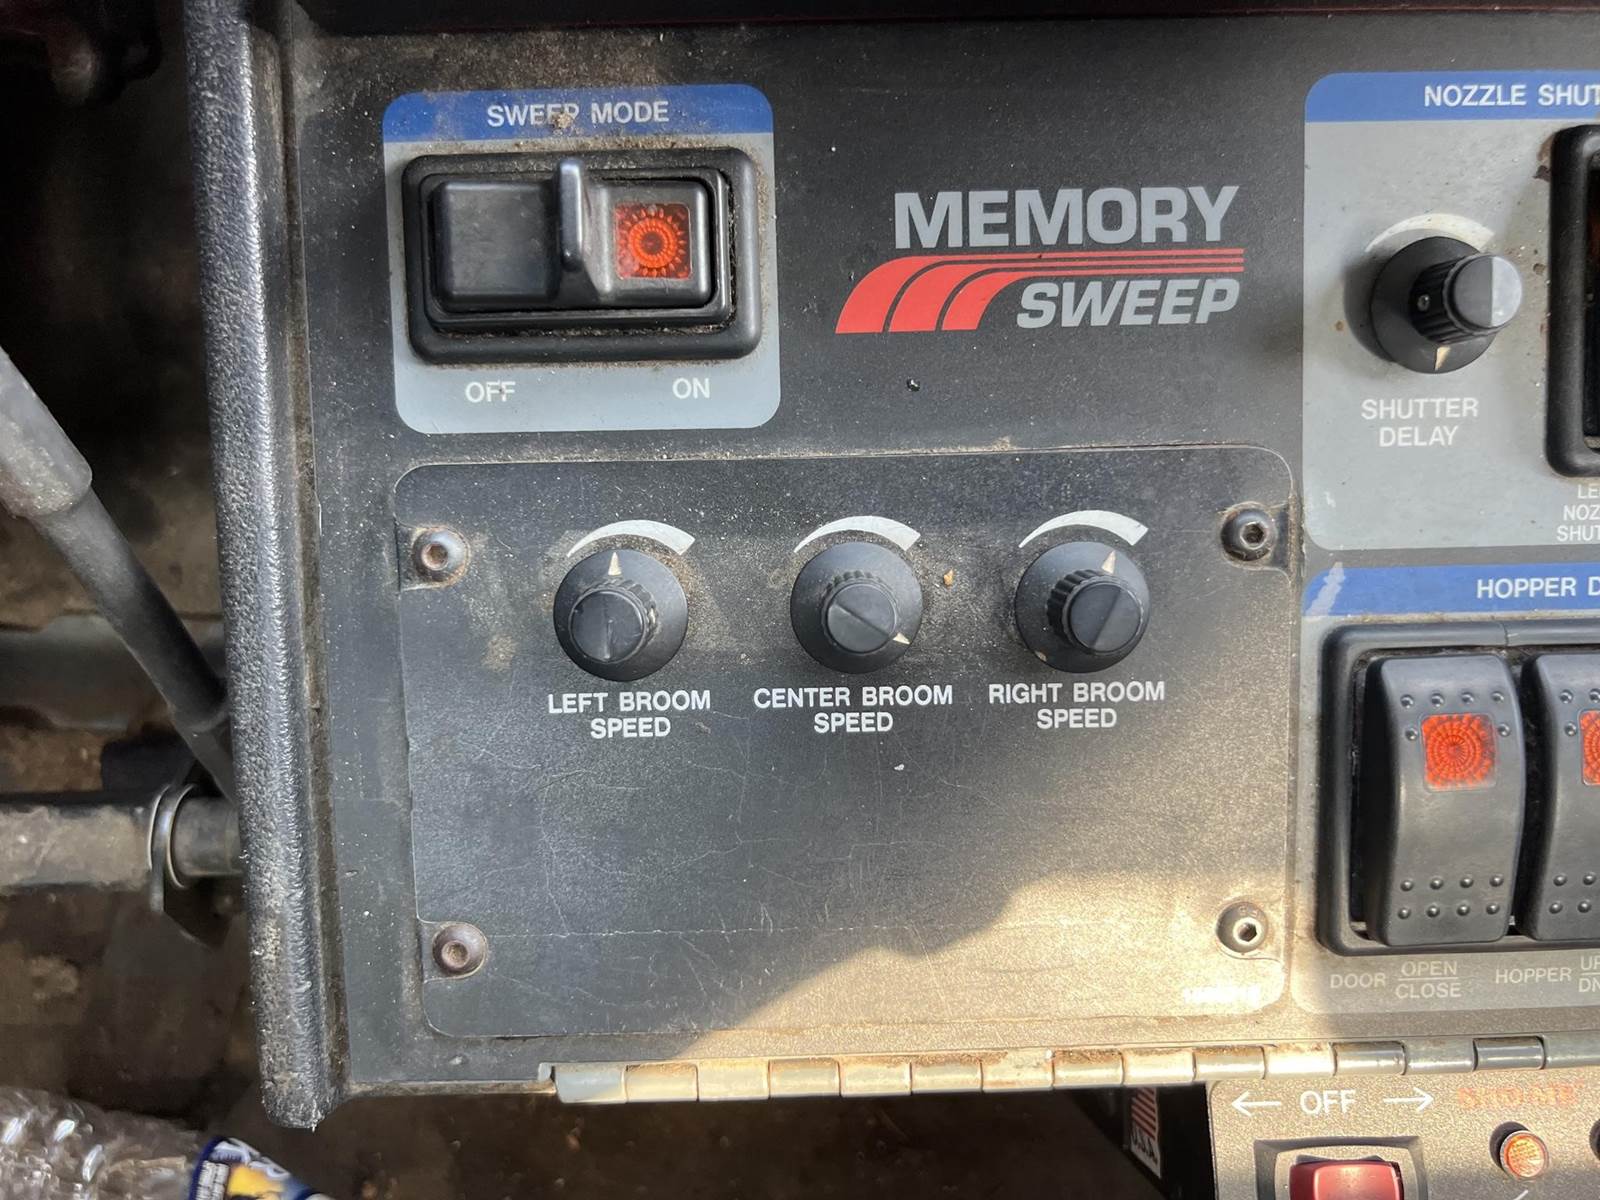 SWEEP MODE
OFF
ON
MEMORY
SWEEP
NOZZLE
SHUTTER
DELAY
LEFT BROOM
SPEED
CENTER BROOM
SPEED
RIGHT BROOM
SPEED
HOPPER
DOOR OPEN
CLOSE
HOPPER
← OFF →
U.S.A.